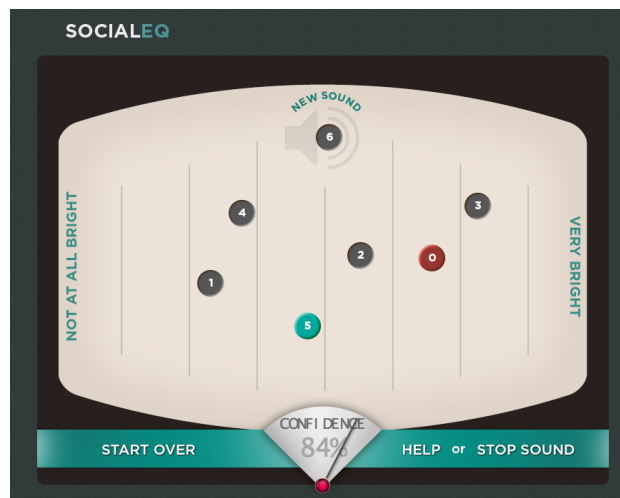 SOCIALEQ
NEW SOUND
6
4
3
2
0
1
5
NOT AT ALL BRIGHT
VERY BRIGHT
CONFIDENCE
84%
START OVER
HELP or STOP SOUND